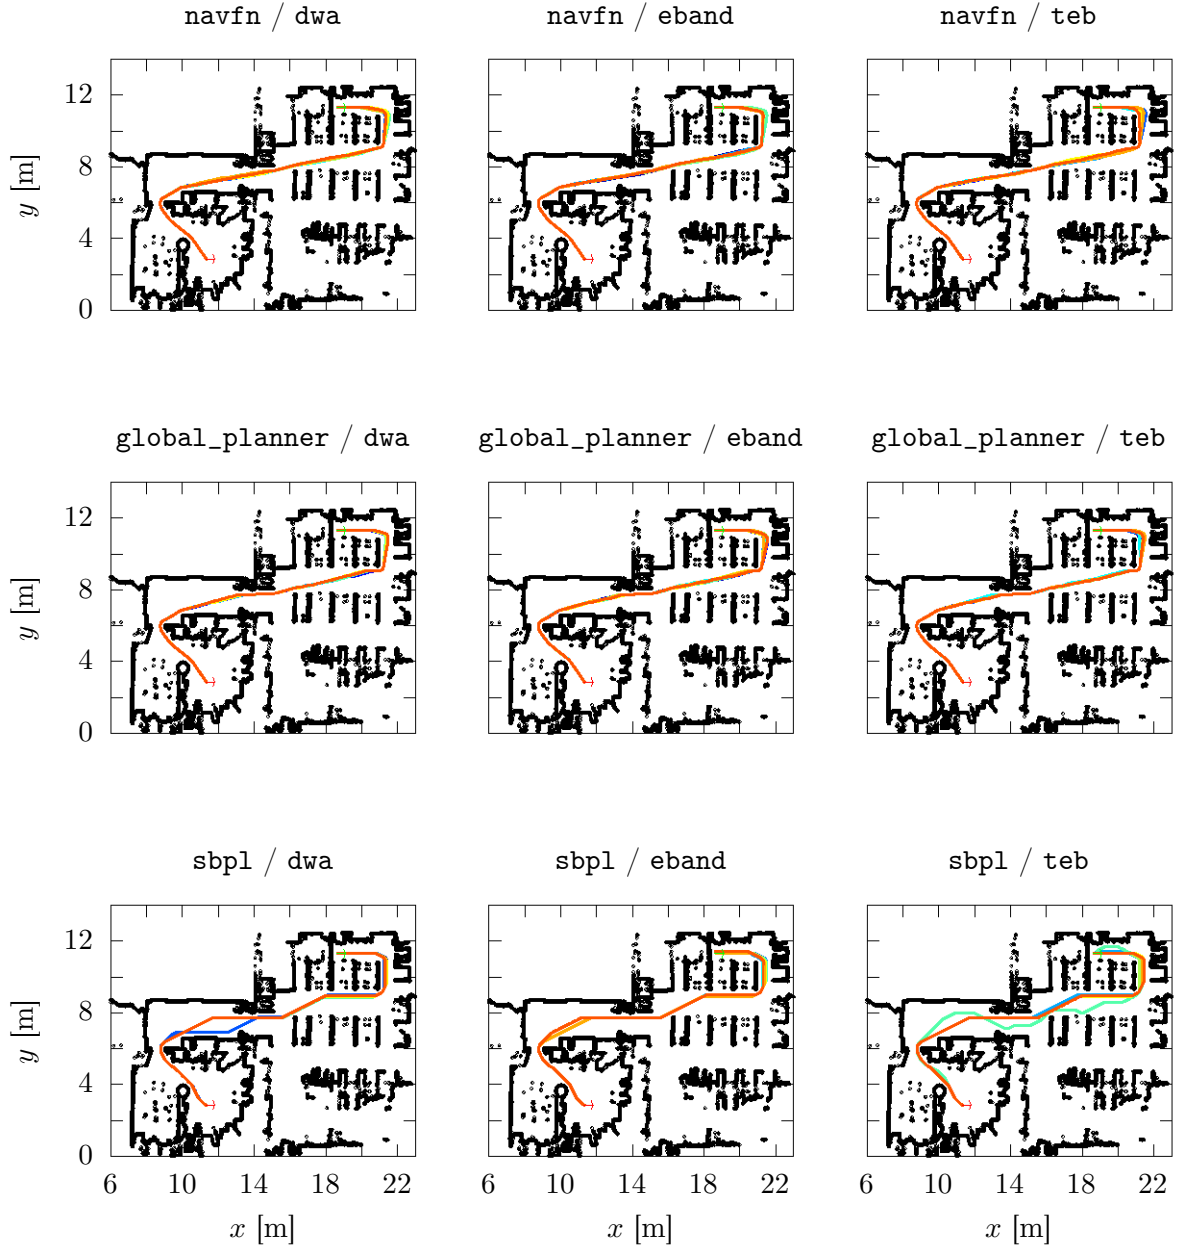 navfn / dwa navfn / eband navfn / teb
12
8
4
0
y [m]
global_planner / dwa global_planner / eband global_planner / teb
12
8
4
0
y [m]
sbpl / dwa sbpl / eband sbpl / teb
12
8
4
0
y [m]
6 10 14 18 22 6 10 14 18 22 6 10 14 18 22
x [m] x [m] x [m]